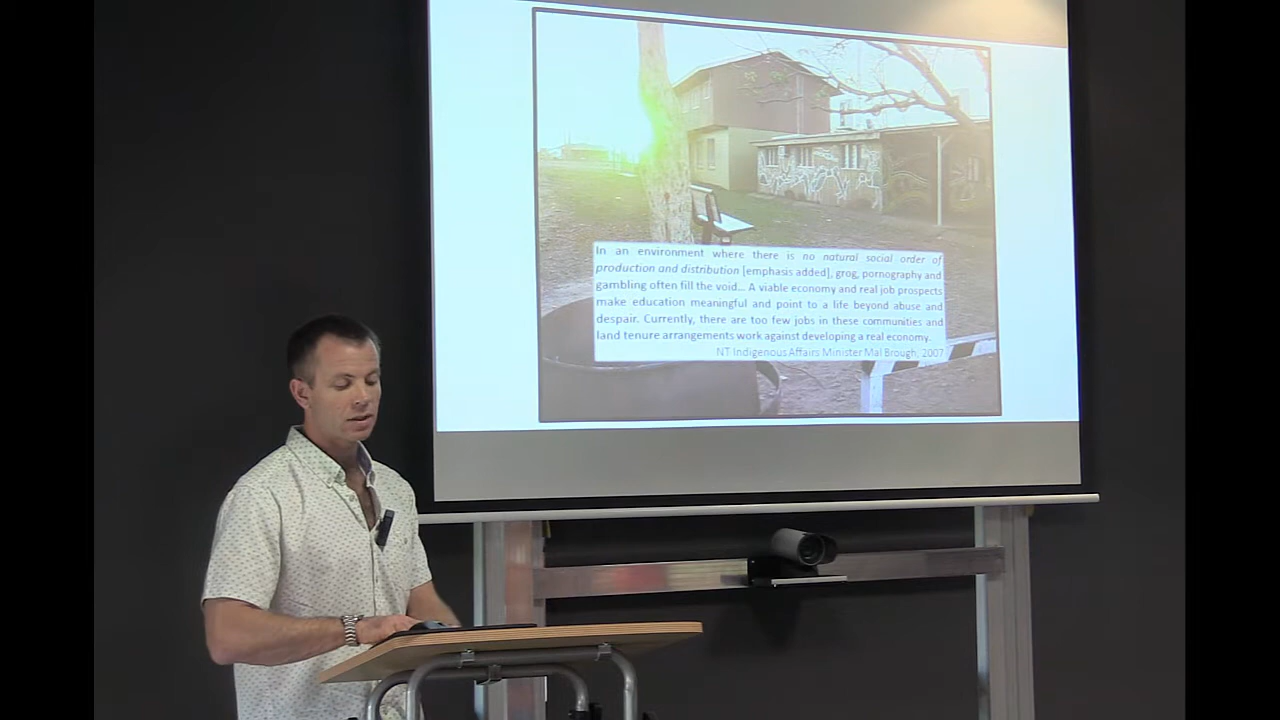 In an environment where there is no natural social order of
production and distribution [emphasis added], grog, pornography and
gambling often fill the void... A viable economy and real job prospects
make education meaningful and point to a life beyond abuse and
despair. Currently, there are too few jobs in these communities and
land tenure arrangements work against developing a real economy.
NT Indigenous Affairs Minister Mal Brough, 2007